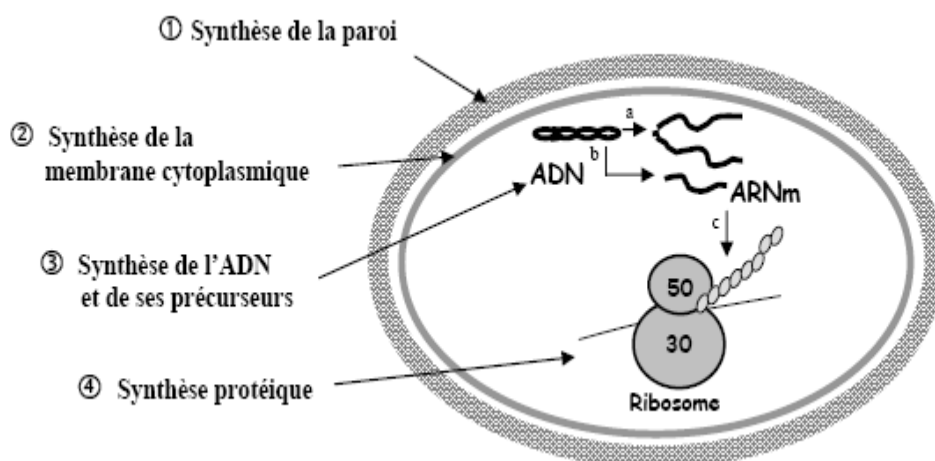 ① Synthèse de la paroi
② Synthèse de la
membrane cytoplasmique
a
b
ADN
ARNm
c
③ Synthèse de l'ADN
et de ses précurseurs
50
30
④ Synthèse protéique
Ribosome